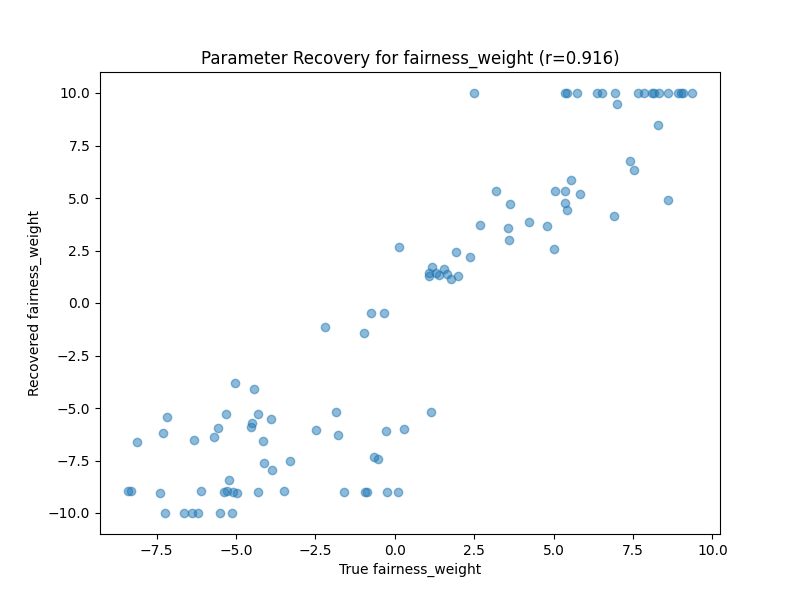 Parameter Recovery for fairness_weight (r=0.916)
Recovered fairness_weight
10.0
7.5
5.0
2.5
0.0
−2.5
−5.0
−7.5
−10.0
−7.5 −5.0 −2.5 0.0 2.5 5.0 7.5 10.0
True fairness_weight